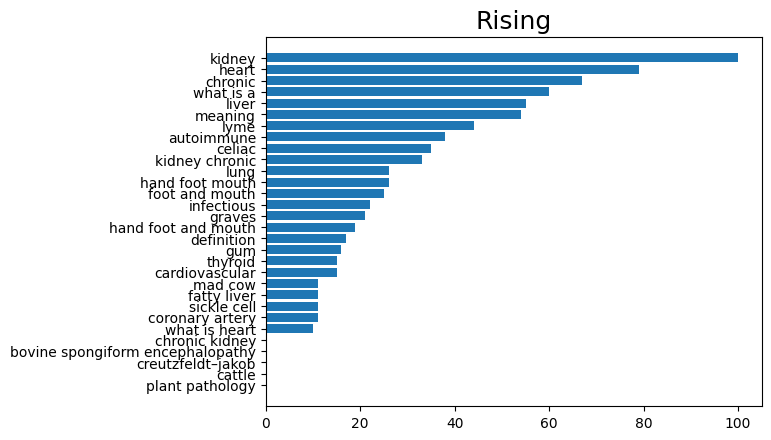 Rising
kidney
heart
chronic
what is a
liver
meaning
lyme
autoimmune
celiac
kidney chronic
lung
hand foot mouth
foot and mouth
infectious
graves
hand foot and mouth
definition
gum
thyroid
cardiovascular
mad cow
fatty liver
sickle cell
coronary artery
what is heart
chronic kidney
bovine spongiform encephalopathy
creutzfeldt–jakob
cattle
plant pathology
0 20 40 60 80 100